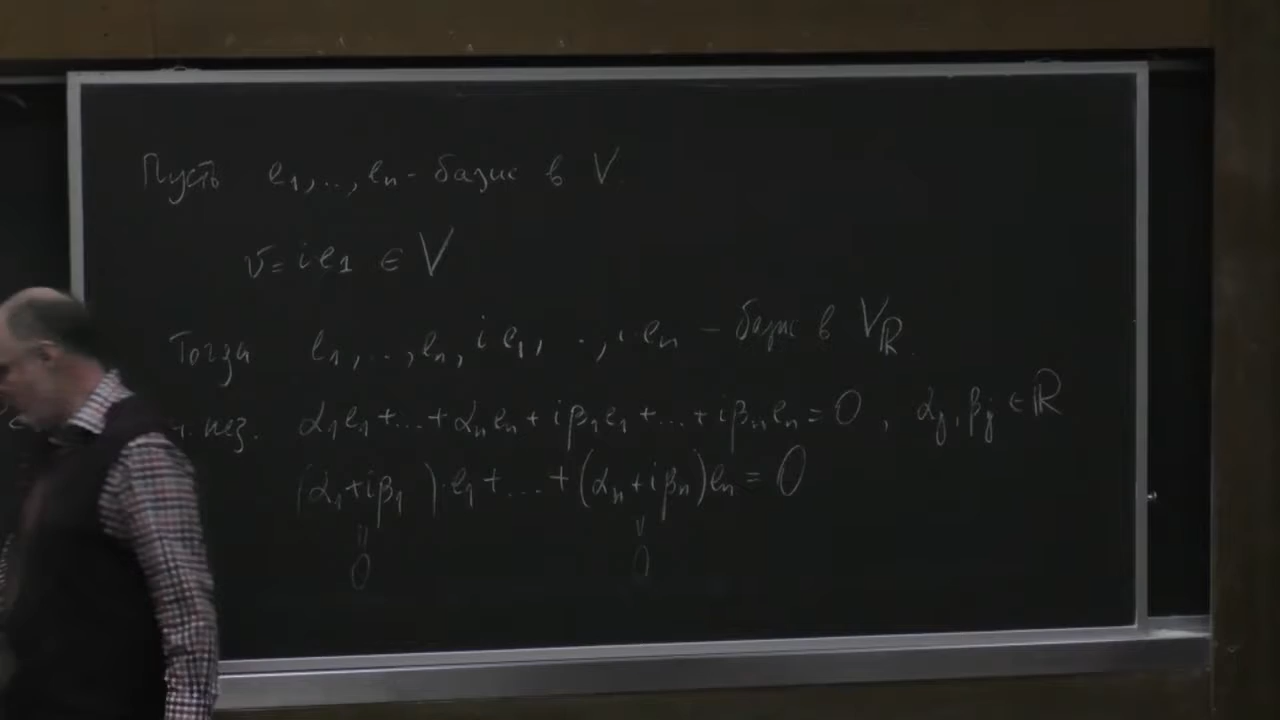 Пусть e₁,..,eₙ - базис в V.
v = ie₁ ∈ V
Тогда e₁,..,eₙ, ie₁,..,ieₙ - базис в V_ℝ.
нез. α₁e₁+...+αₙeₙ+iβ₁e₁+...+iβₙeₙ=0, αⱼ,βⱼ∈ℝ
(α₁+iβ₁)·e₁+...+(αₙ+iβₙ)eₙ=0
॥ ॥
0 0